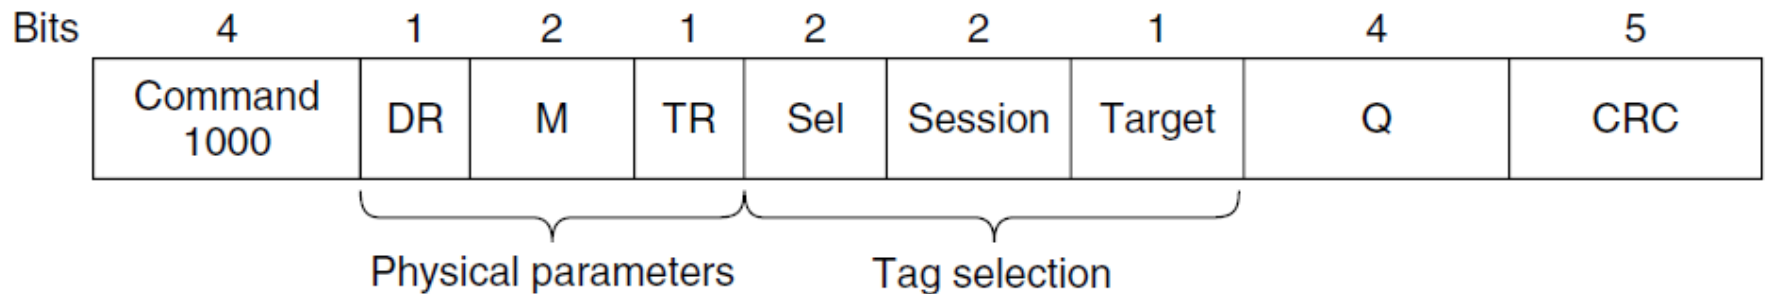 Bits 4 1 2 1 2 2 1 4 5
Command 1000 DR M TR Sel Session Target Q CRC
Physical parameters Tag selection